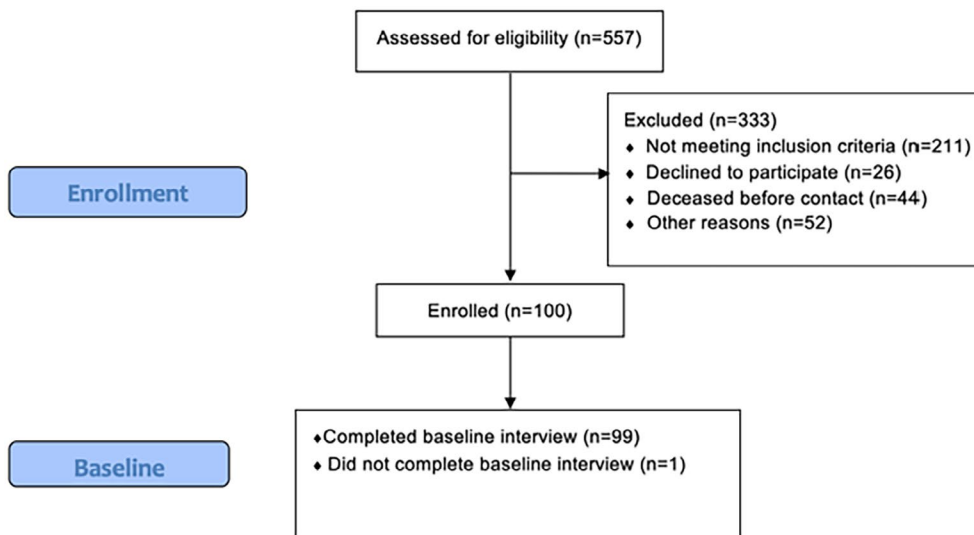 Assessed for eligibility (n=557)
Excluded (n=333)
♦ Not meeting inclusion criteria (n=211)
♦ Declined to participate (n=26)
♦ Deceased before contact (n=44)
♦ Other reasons (n=52)
Enrollment
Enrolled (n=100)
♦Completed baseline interview (n=99)
♦ Did not complete baseline interview (n=1)
Baseline